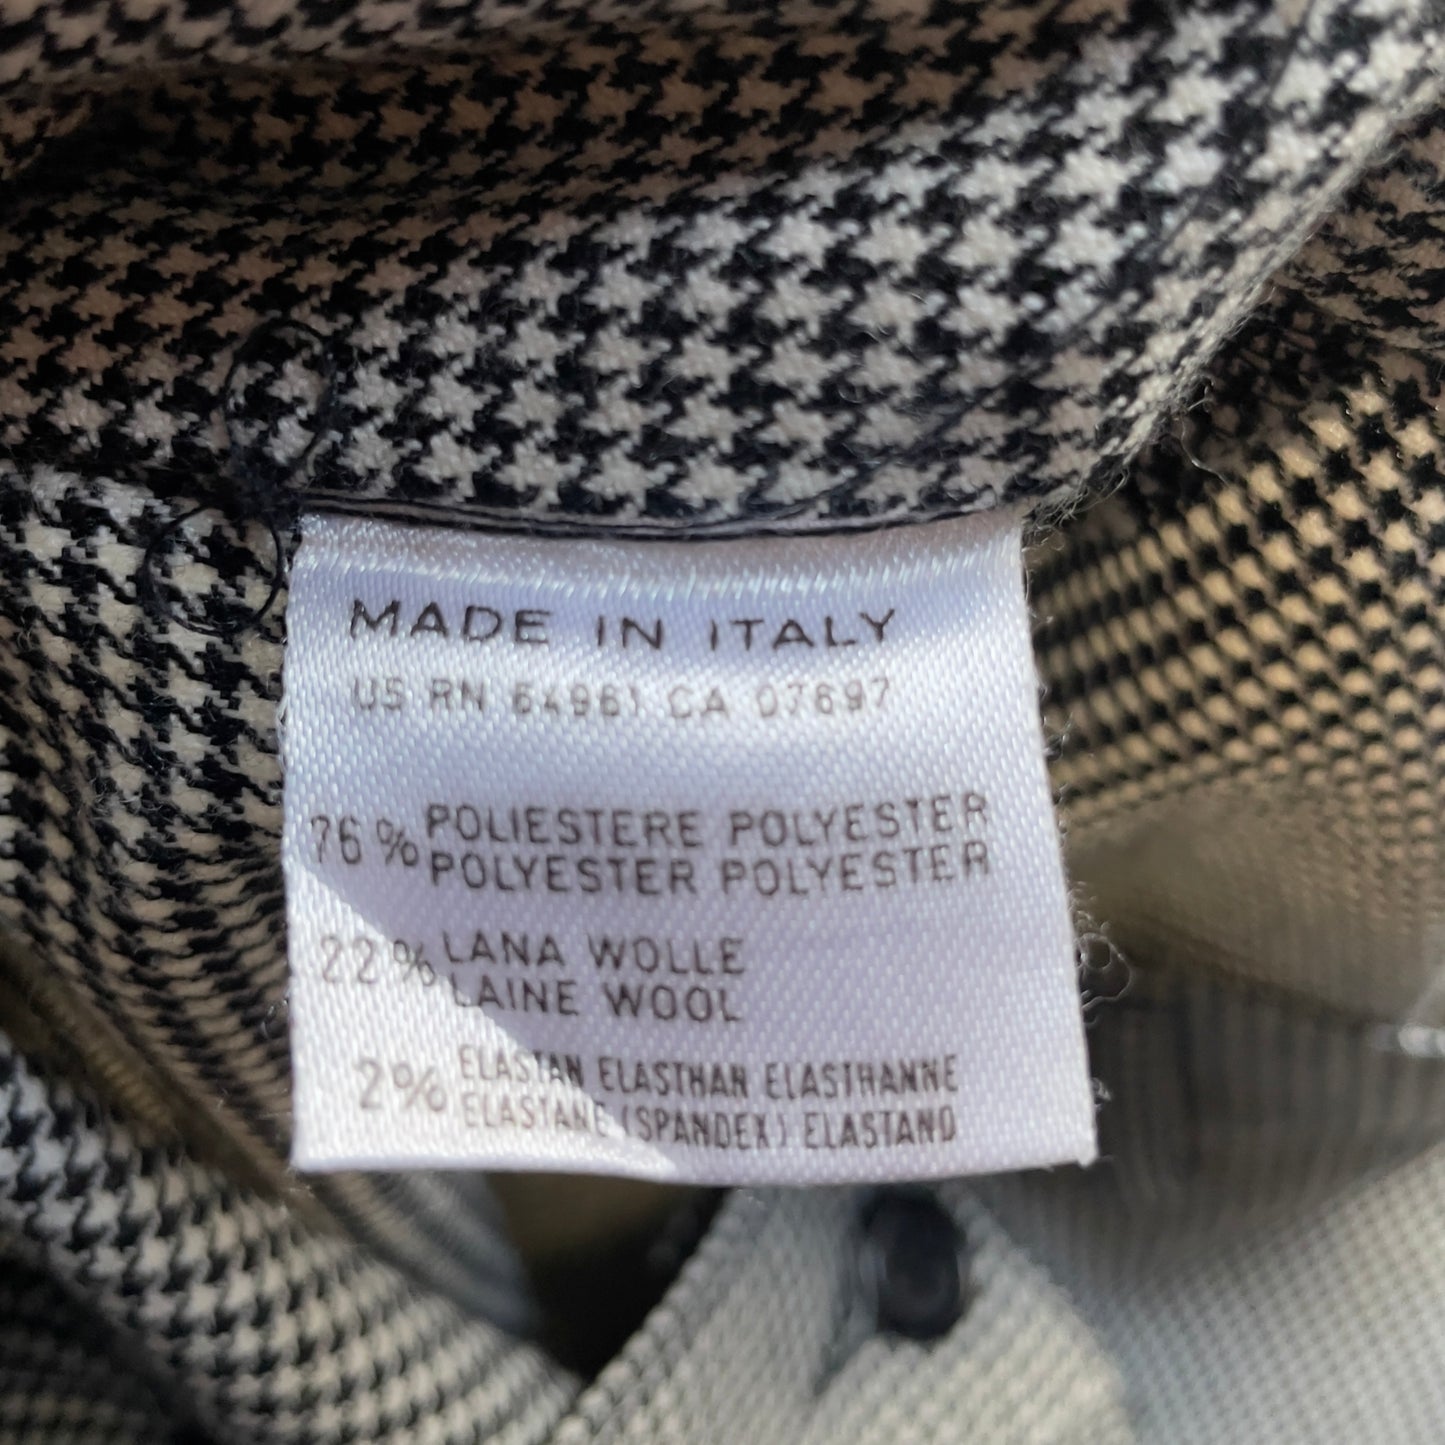 MADE IN ITALY
US RN 64961 CA 07697
76% POLIESTERE POLYESTER
POLYESTER POLYESTER
22% LANA WOLLE
LAINE WOOL
2% ELASTAN ELASTHAN ELASTHANNE
ELASTANE (SPANDEX) ELASTANO